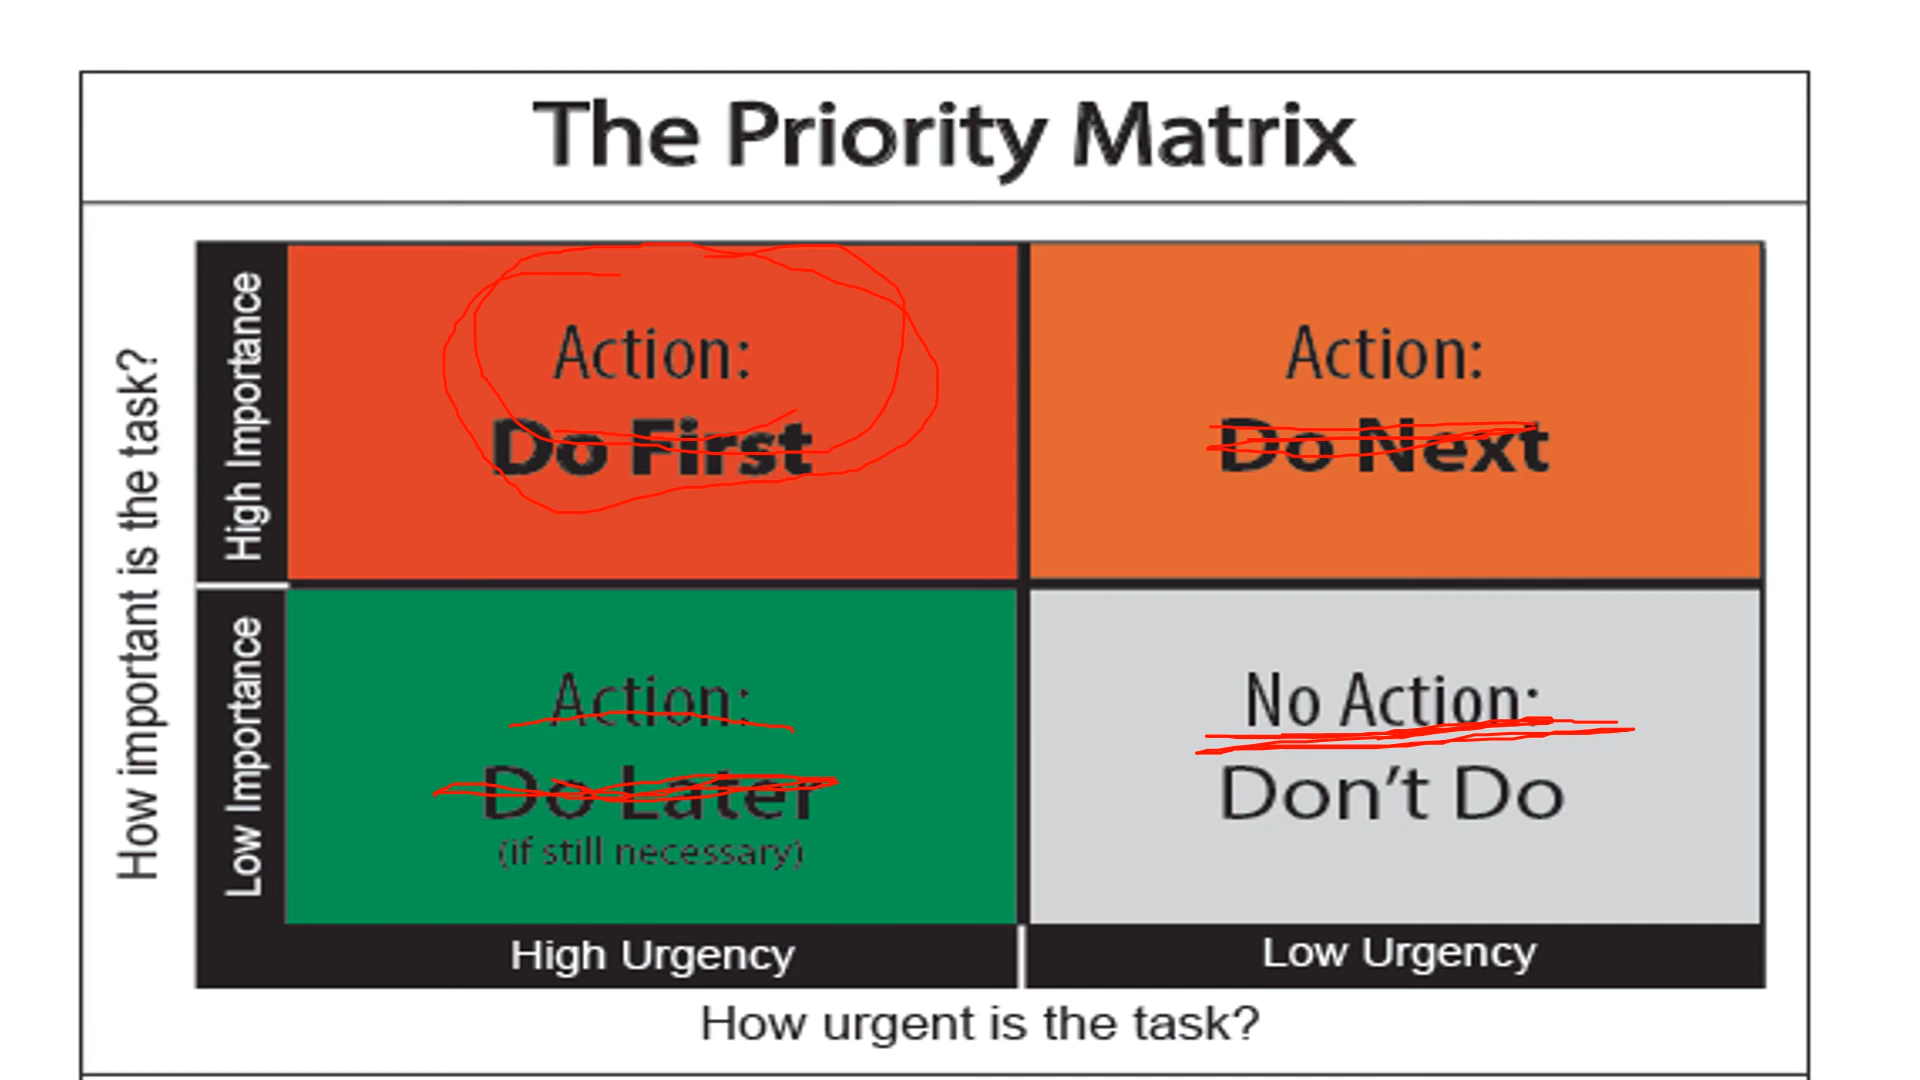 The Priority Matrix
How important is the task?
High Importance
Action:
Do First
Action:
Do Next
Low Importance
Action:
Do Later
(if still necessary)
No Action:
Don't Do
High Urgency
Low Urgency
How urgent is the task?